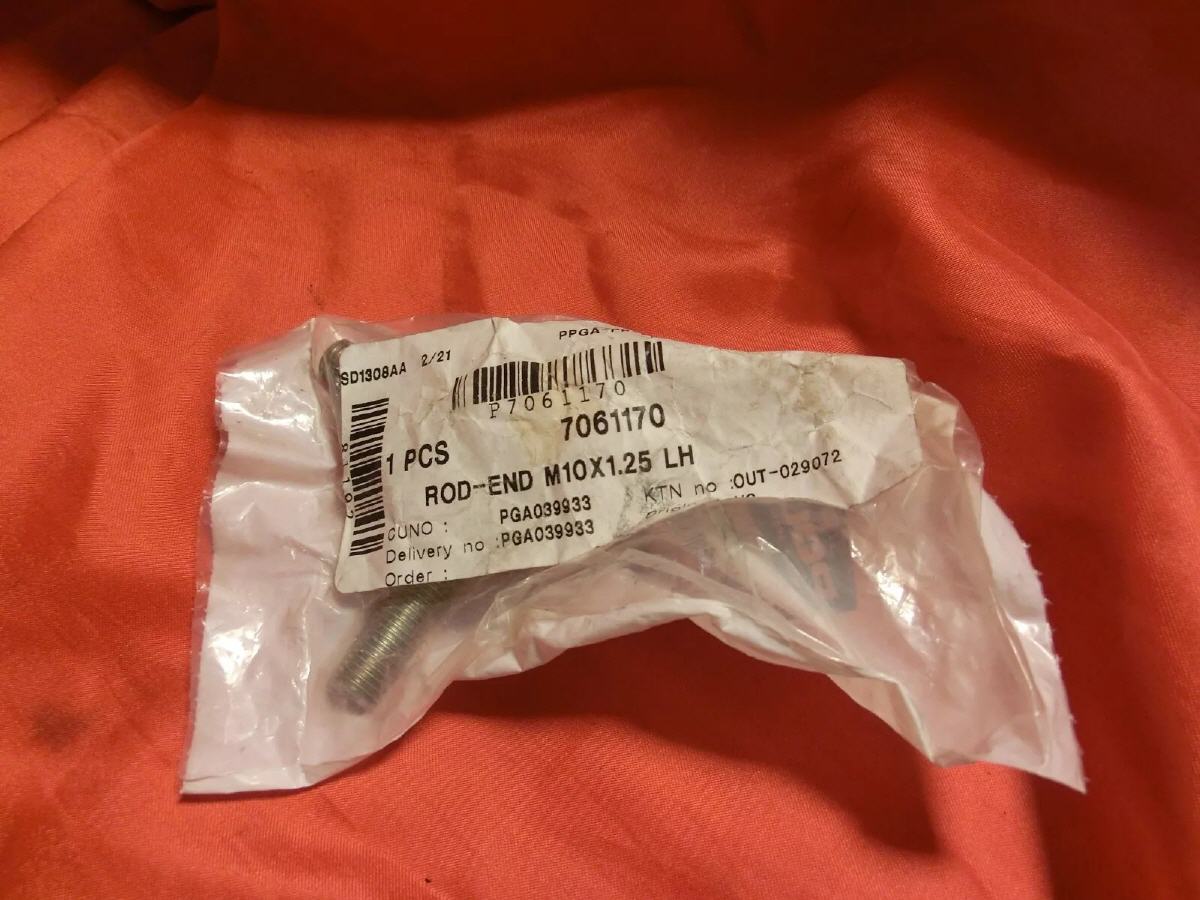 PPGA-
SD1308AA 2/21
P7061170
7061170
1 PCS
ROD-END M10X1.25 LH
CUNO : PGA039933 KTN no :OUT-029072
Delivery no :PGA039933
Order :